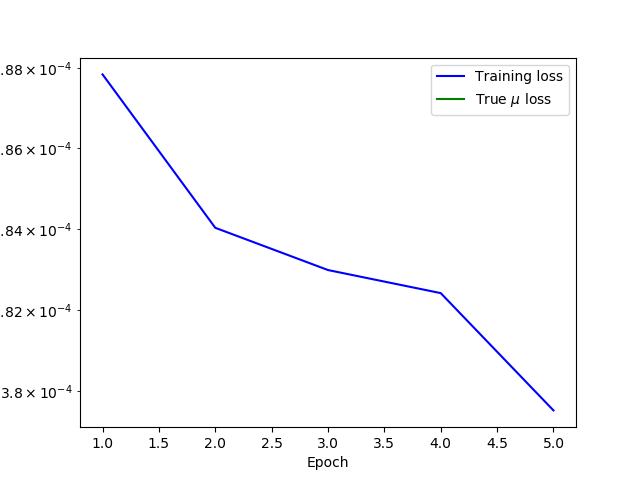 .88 × 10⁻⁴
.86 × 10⁻⁴
.84 × 10⁻⁴
.82 × 10⁻⁴
3.8 × 10⁻⁴
Training loss
True μ loss
1.0 1.5 2.0 2.5 3.0 3.5 4.0 4.5 5.0
Epoch